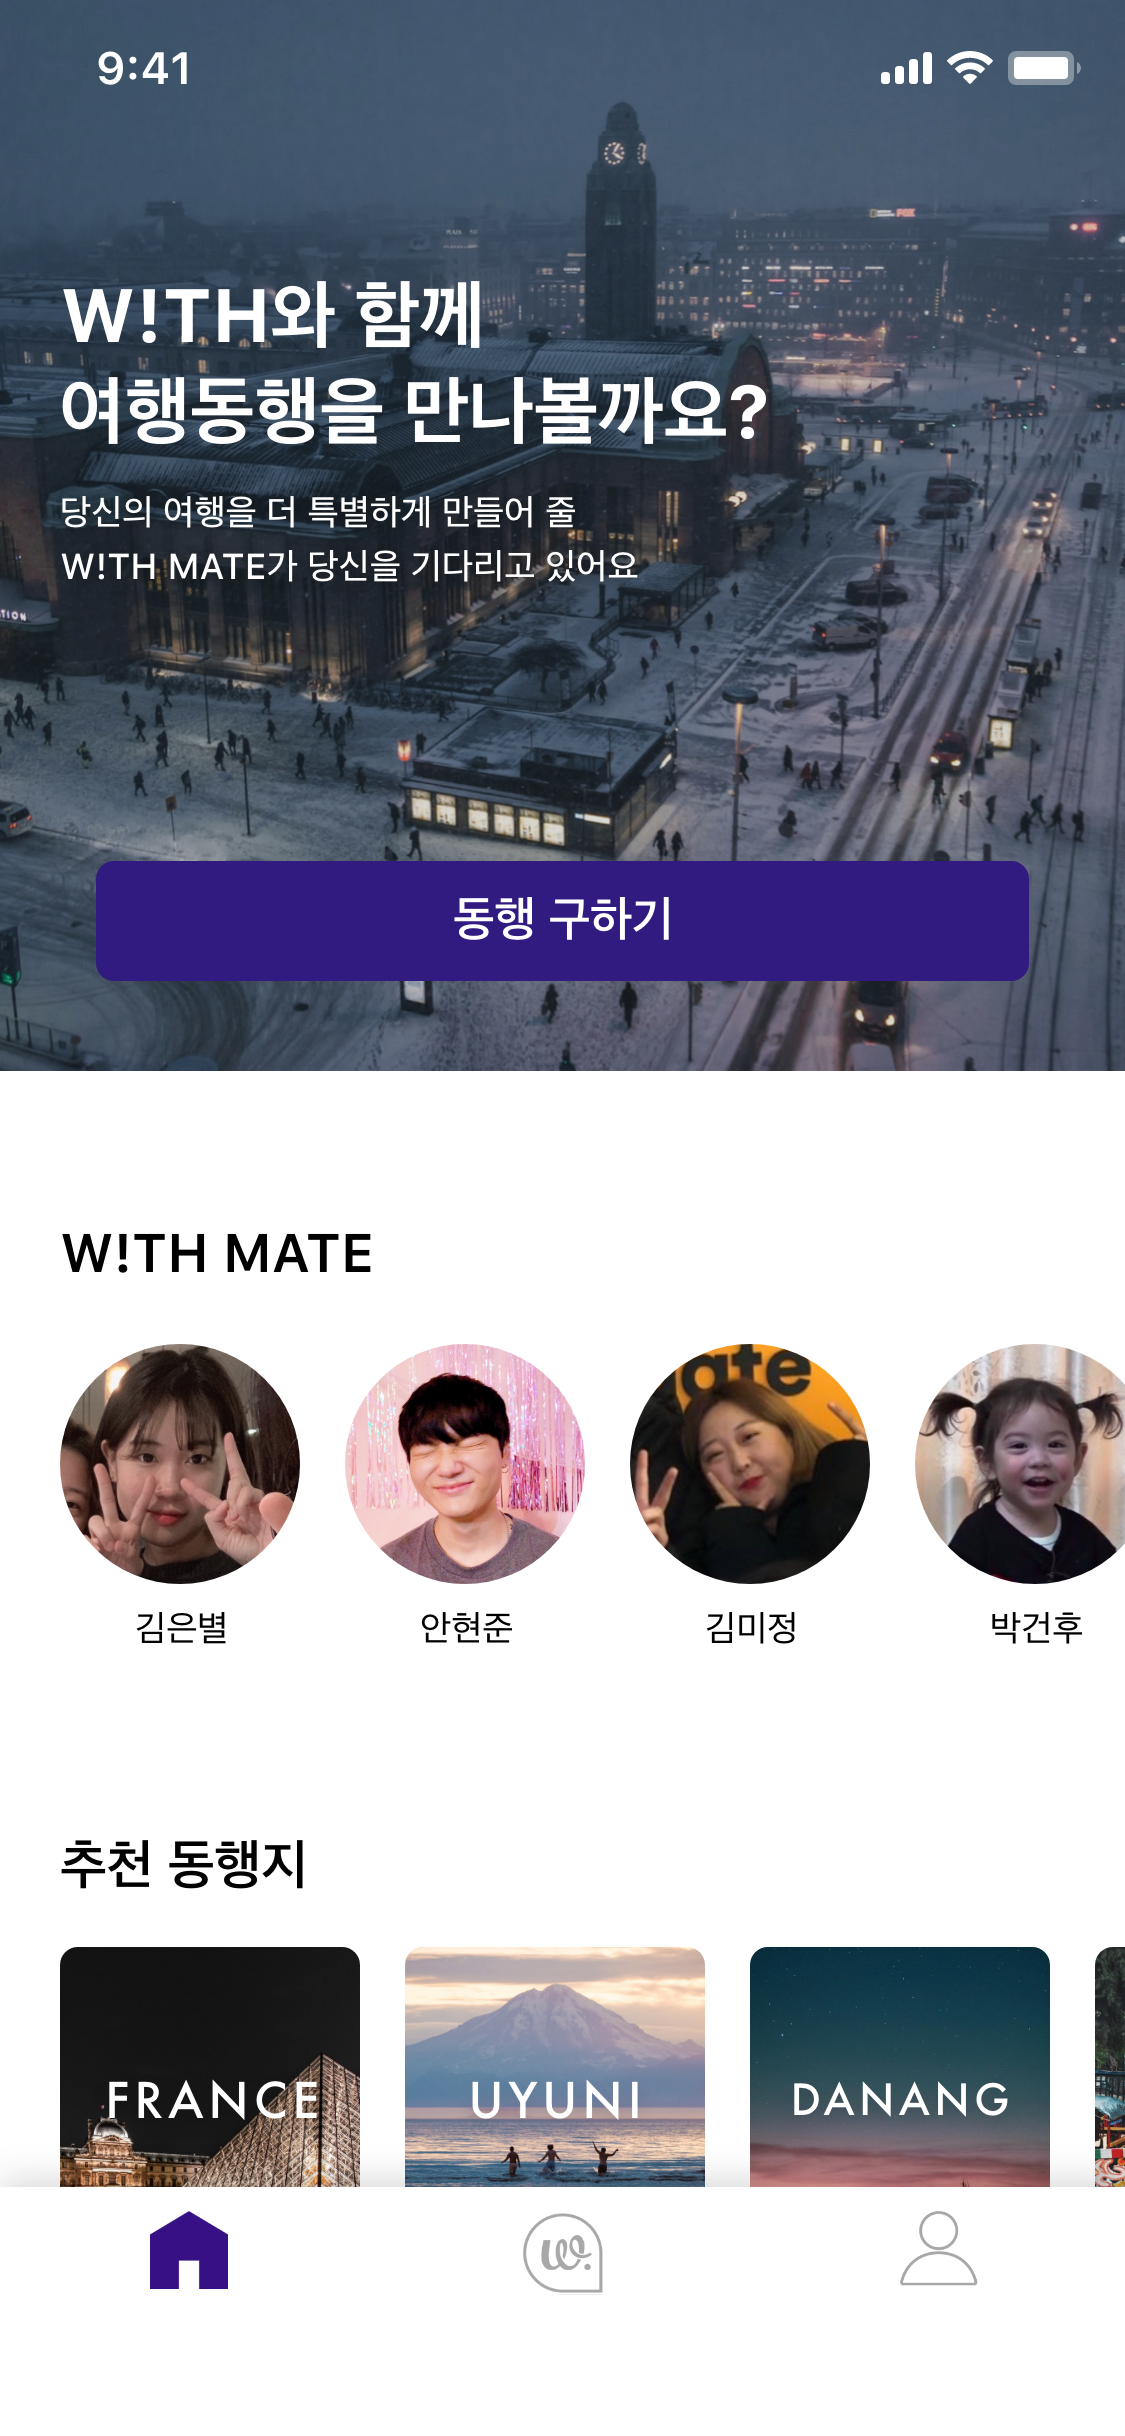 9:41
FOX
W!TH와 함께
여행동행을 만나볼까요?
당신의 여행을 더 특별하게 만들어 줄
W!TH MATE가 당신을 기다리고 있어요
TION
동행 구하기
W!TH MATE
ate
김은별
안현준
김미정
박건후
추천 동행지
FRANCE
UYUNI
DANANG
w.